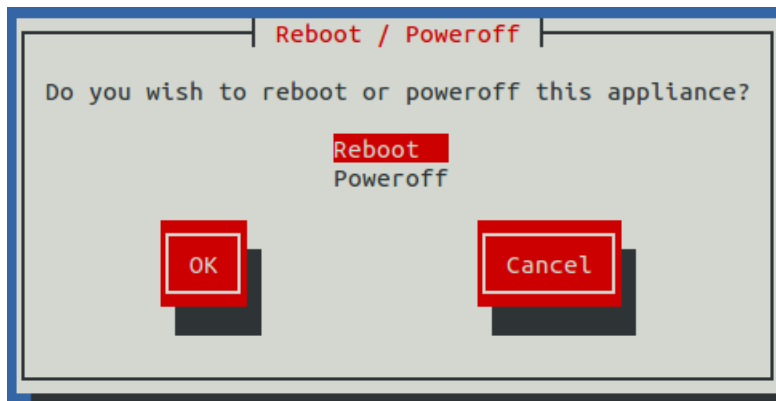 Reboot / Poweroff
Do you wish to reboot or poweroff this appliance?
Reboot
Poweroff
OK Cancel